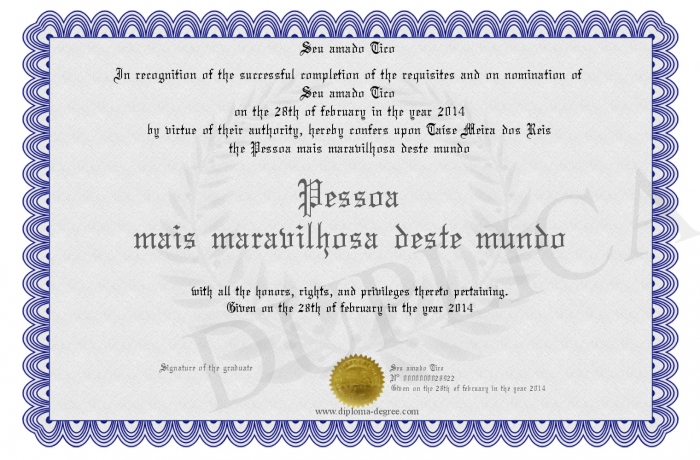 Seu amado Tico
In recognition of the successful completion of the requisites and on nomination of
Seu amado Tico
on the 28th of february in the year 2014
by virtue of their authority, hereby confers upon Taíse Meira dos Reis
the Pessoa mais maravilhosa deste mundo
Pessoa
mais maravilhosa deste mundo
with all the honors, rights, and privileges thereto pertaining.
Given on the 28th of february in the year 2014
DUPLICA
Signature of the graduate
Seu amado Tico
Given on the 28th of february in the year 2014
www.diploma-degree.com